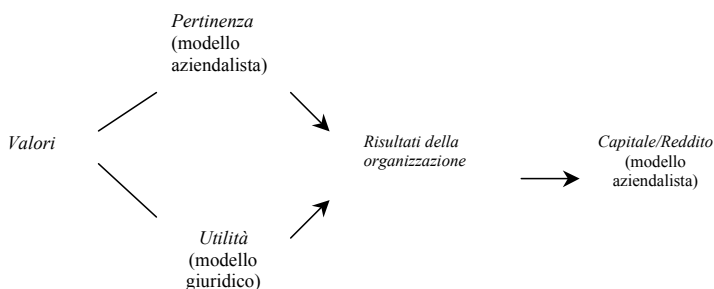 Pertinenza
(modello
aziendalista)
Valori
Risultati della
organizzazione
Capitale/Reddito
(modello
aziendalista)
Utilità
(modello
giuridico)